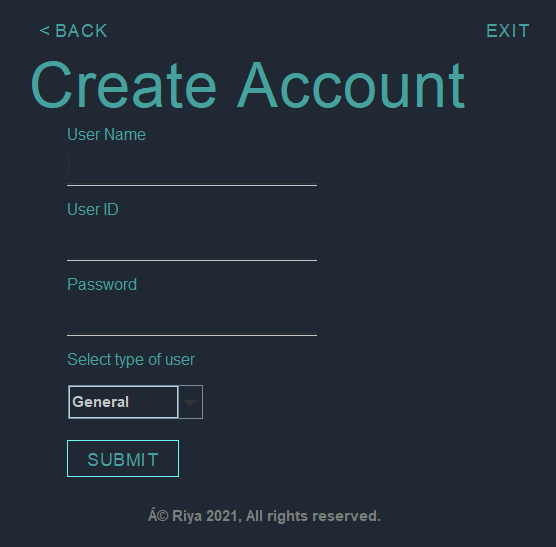 < BACK
EXIT
Create Account
User Name
User ID
Password
Select type of user
General
SUBMIT
Á© Riya 2021, All rights reserved.